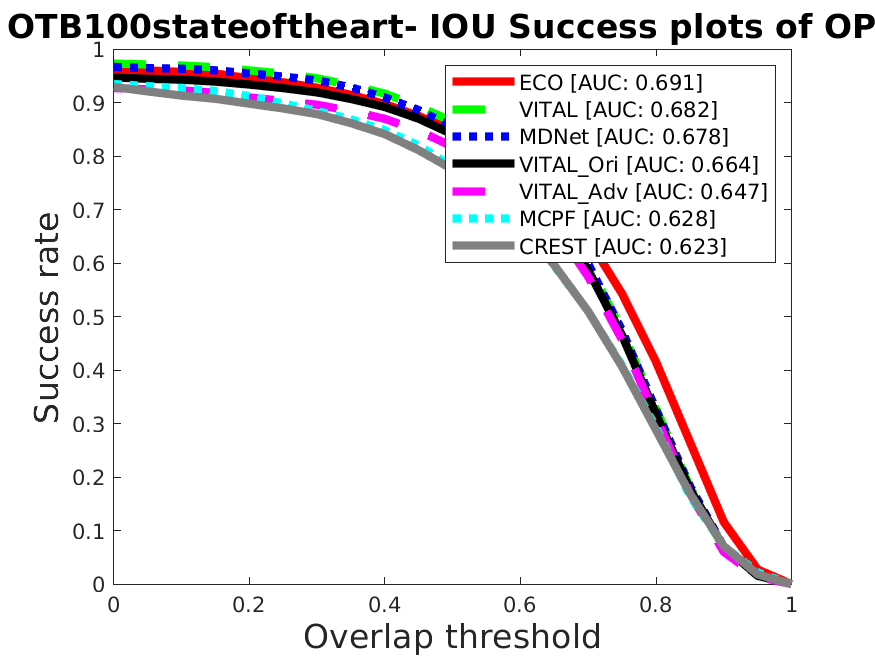 OTB100stateoftheart- IOU Success plots of OP
1
0.9
0.8
0.7
0.6
0.5
0.4
0.3
0.2
0.1
0
Success rate
ECO [AUC: 0.691]
VITAL [AUC: 0.682]
MDNet [AUC: 0.678]
VITAL_Ori [AUC: 0.664]
VITAL_Adv [AUC: 0.647]
MCPF [AUC: 0.628]
CREST [AUC: 0.623]
0 0.2 0.4 0.6 0.8 1
Overlap threshold